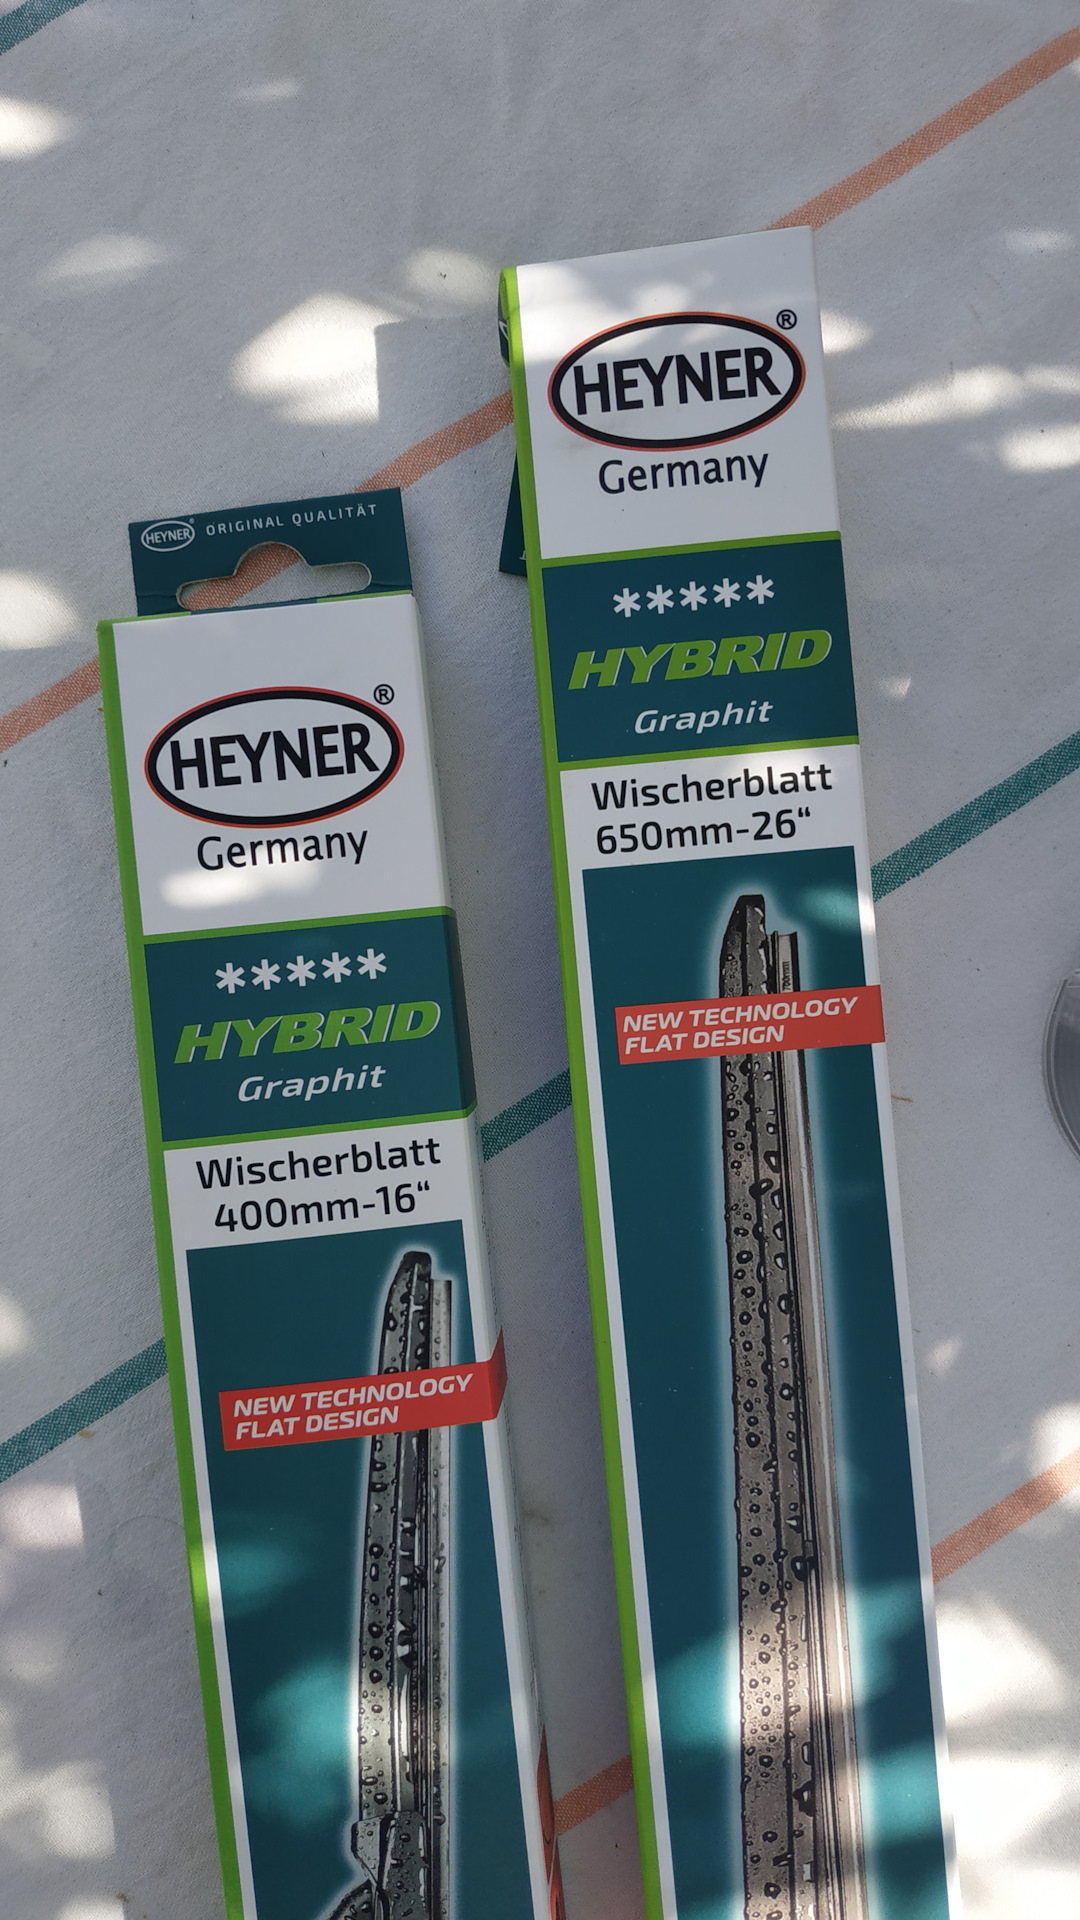 HEYNER ORIGINAL QUALITÄT
HEYNER®
Germany
*****
HYBRID
Graphit
Wischerblatt
400mm-16“
NEW TECHNOLOGY
FLAT DESIGN
HEYNER®
Germany
*****
HYBRID
Graphit
Wischerblatt
650mm-26“
700mm
NEW TECHNOLOGY
FLAT DESIGN